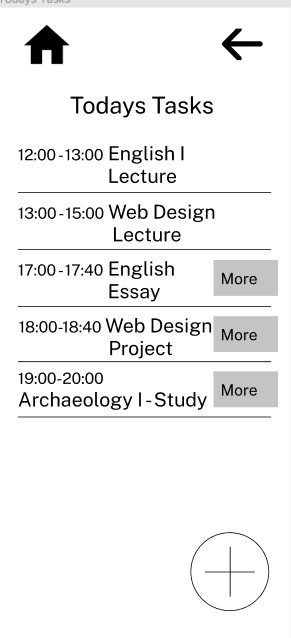 Todays Tasks
Todays Tasks
12:00-13:00 English I
Lecture
13:00-15:00 Web Design
Lecture
17:00-17:40 English
Essay
More
18:00-18:40 Web Design
Project
More
19:00-20:00
Archaeology I-Study
More